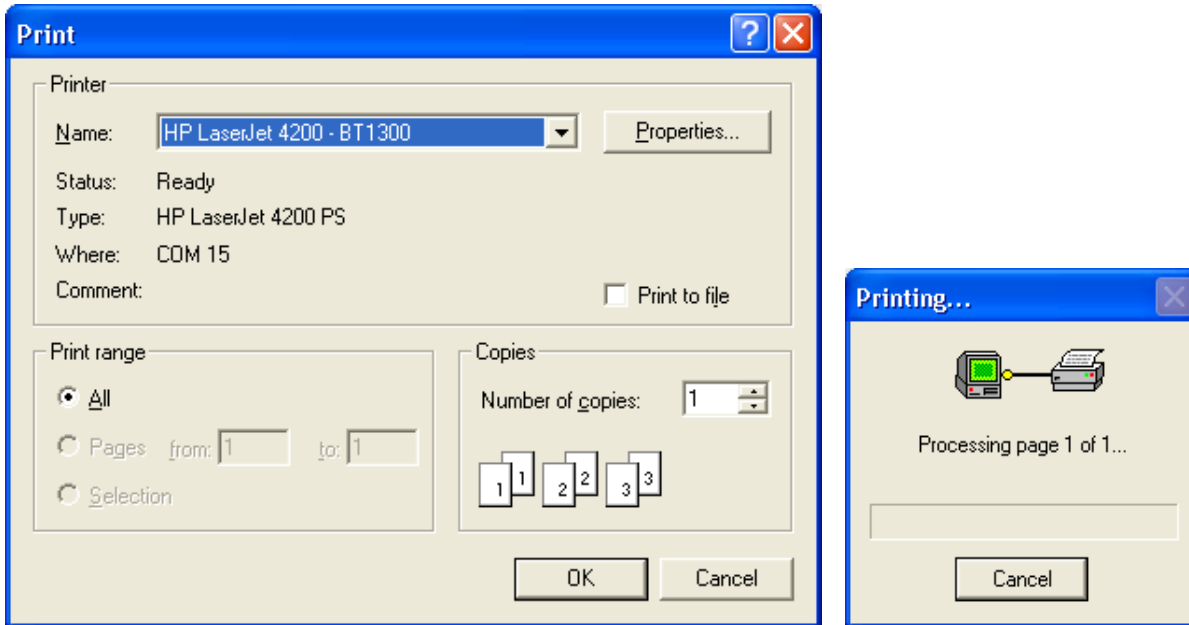 Print
Printer
Name: HP LaserJet 4200 - BT1300 Properties...
Status: Ready
Type: HP LaserJet 4200 PS
Where: COM 15
Comment: Print to file
Print range
All
Pages from: 1 to: 1
Selection
Copies
Number of copies: 1
1 1 2 2 3 3
OK Cancel
Printing...
Processing page 1 of 1...
Cancel